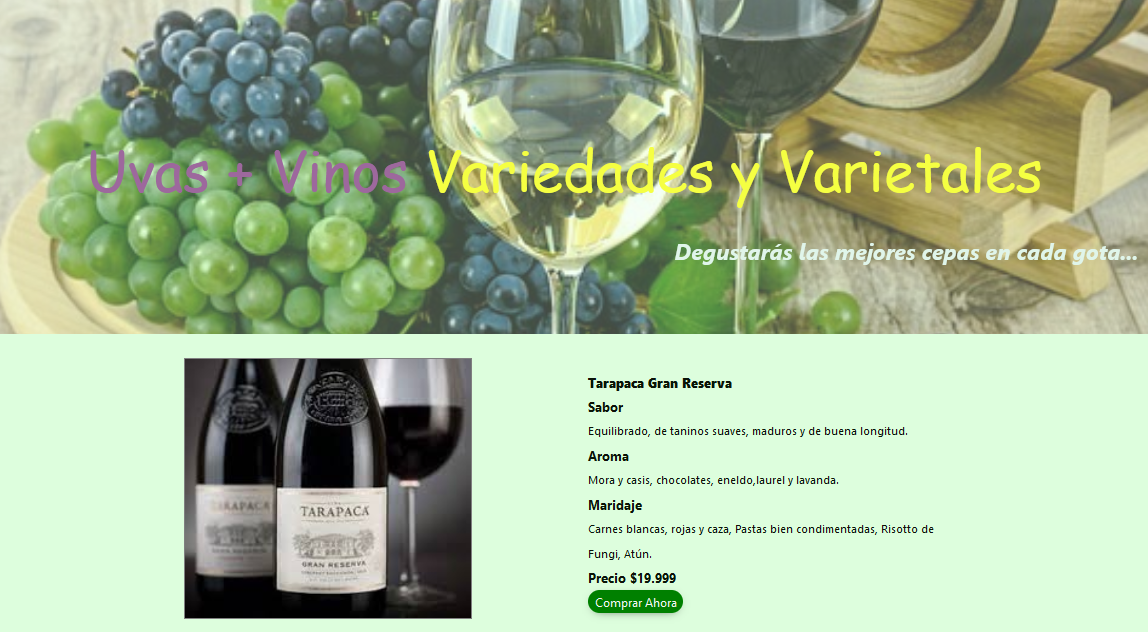 Uvas + Vinos Variedades y Varietales
Degustarás las mejores cepas en cada gota...
TARAPACA
TARAPACA
GRAN RESERVA
Tarapaca Gran Reserva
Sabor
Equilibrado, de taninos suaves, maduros y de buena longitud.
Aroma
Mora y casis, chocolates, eneldo,laurel y lavanda.
Maridaje
Carnes blancas, rojas y caza, Pastas bien condimentadas, Risotto de
Fungi, Atún.
Precio $19.999
Comprar Ahora